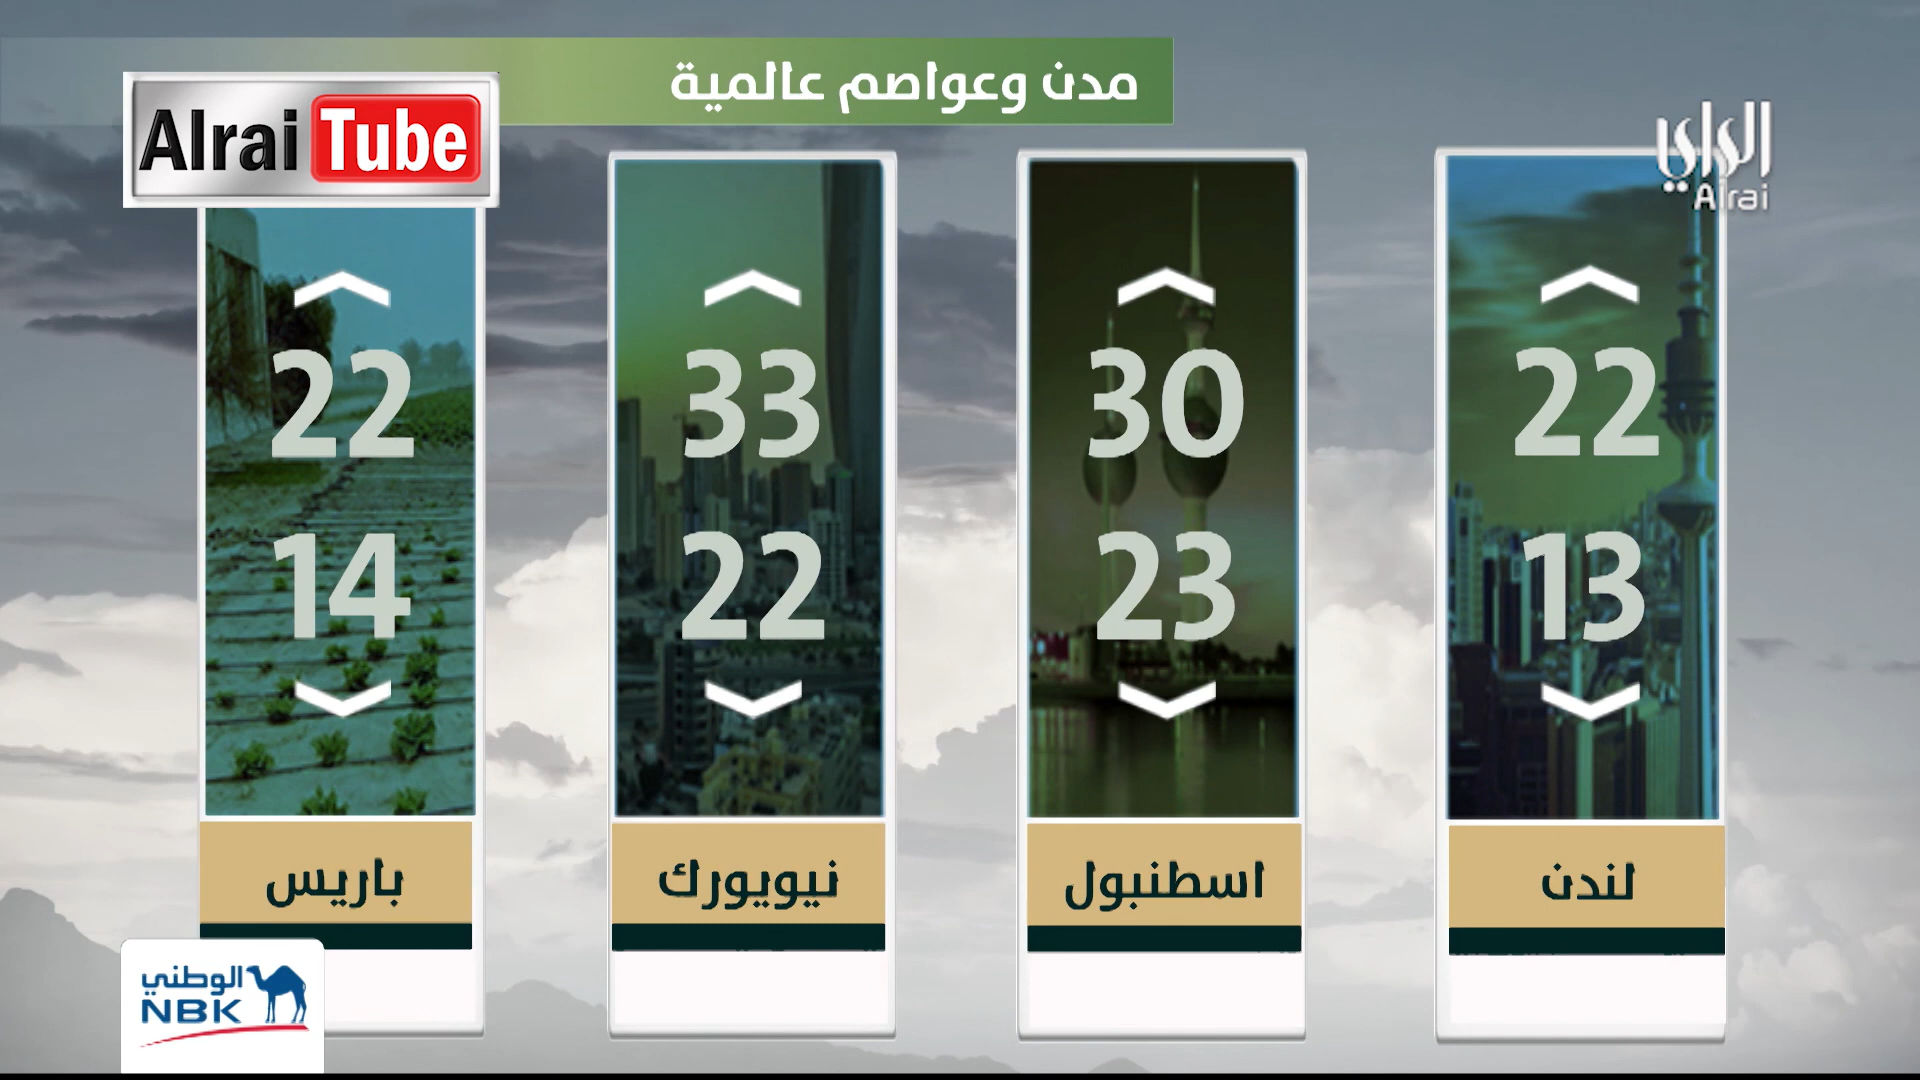 مدن وعواصم عالمية
Alrai Tube
الراي
Alrai
22
33
30
22
14
22
23
13
باريس
نيويورك
اسطنبول
لندن
الوطني
NBK